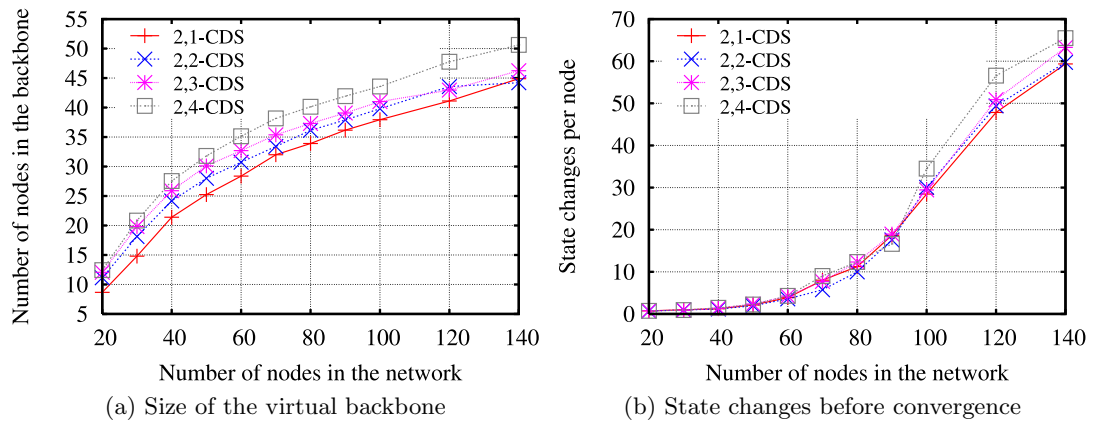 Number of nodes in the backbone
55
50
45
40
35
30
25
20
15
10
5
2,1-CDS
2,2-CDS
2,3-CDS
2,4-CDS
20 40 60 80 100 120 140
Number of nodes in the network
(a) Size of the virtual backbone
State changes per node
70
60
50
40
30
20
10
0
2,1-CDS
2,2-CDS
2,3-CDS
2,4-CDS
20 40 60 80 100 120 140
Number of nodes in the network
(b) State changes before convergence